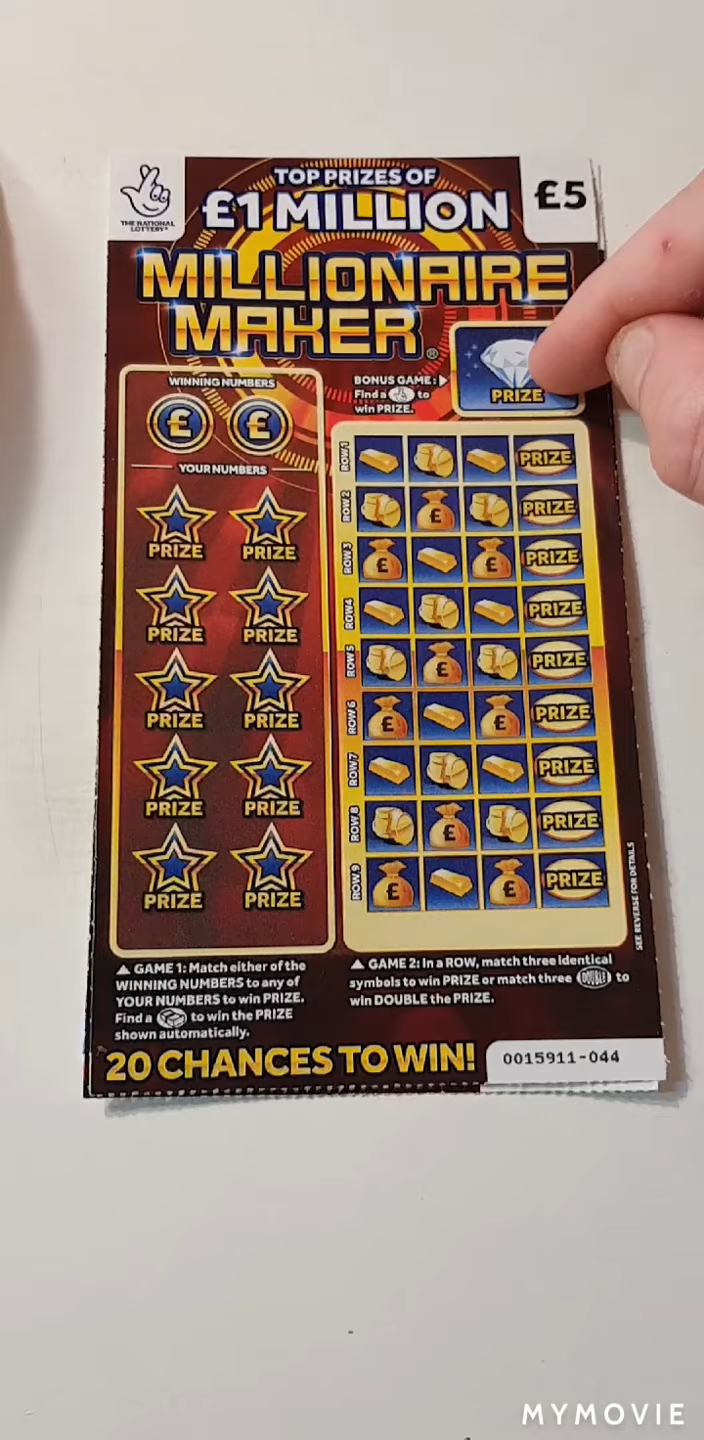 TOP PRIZES OF
£1 MILLION
£5
THE NATIONAL
LOTTERY®
MILLIONAIRE
MAKER®
WINNING NUMBERS
£ £
YOUR NUMBERS
PRIZE PRIZE
PRIZE PRIZE
PRIZE PRIZE
PRIZE PRIZE
PRIZE PRIZE
BONUS GAME:
Find a to
win PRIZE.
PRIZE
ROW 1 PRIZE
ROW 2 £ PRIZE
ROW 3 £ £ PRIZE
ROW 4 PRIZE
ROW 5 £ PRIZE
ROW 6 £ £ PRIZE
ROW 7 PRIZE
ROW 8 £ PRIZE
ROW 9 £ £ PRIZE
SEE REVERSE FOR DETAILS
▲ GAME 1: Match either of the
WINNING NUMBERS to any of
YOUR NUMBERS to win PRIZE.
Find a to win the PRIZE
shown automatically.
▲ GAME 2: In a ROW, match three identical
symbols to win PRIZE or match three DOUBLE to
win DOUBLE the PRIZE.
20 CHANCES TO WIN!
0015911-044
MYMOVIE